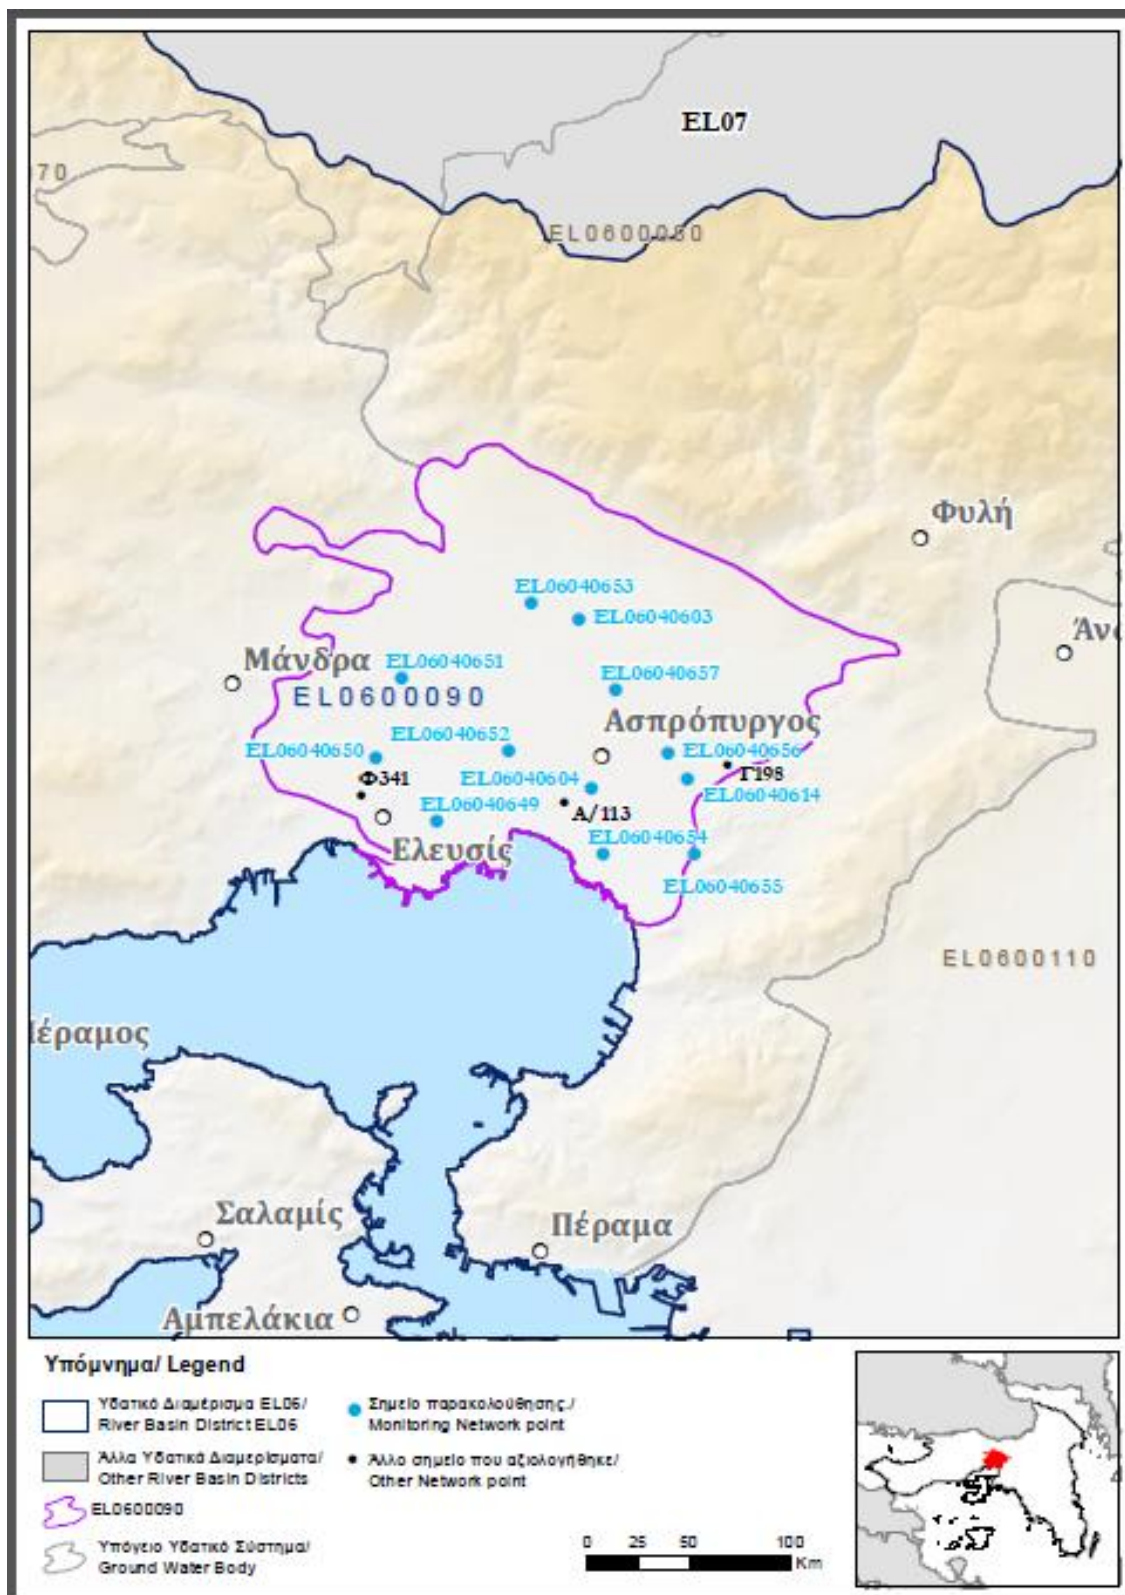 EL07
070
EL0600080
Φυλή
EL06040653
EL06040603
Μάνδρα
EL06040651
EL0600090
EL06040657
Ασπρόπυργος
EL06040652
EL06040650
EL06040656
Φ341
EL06040604
Γ198
EL06040614
EL06040649
Α/113
Ελευσίς
EL06040654
EL06040655
EL0600110
Σαλαμίς
Πέραμα
Αμπελάκια
Υπόμνημα/ Legend
Υδατικό Διαμέρισμα EL06/
River Basin District EL06
Άλλα Υδατικά Διαμερίσματα/
Other River Basin Districts
EL0600090
Υπόγειο Υδατικό Σύστημα/
Ground Water Body
Σημείο παρακολούθησης /
Monitoring Network point
Άλλο σημείο που αξιολογήθηκε/
Other Network point
0 25 50 100
Km